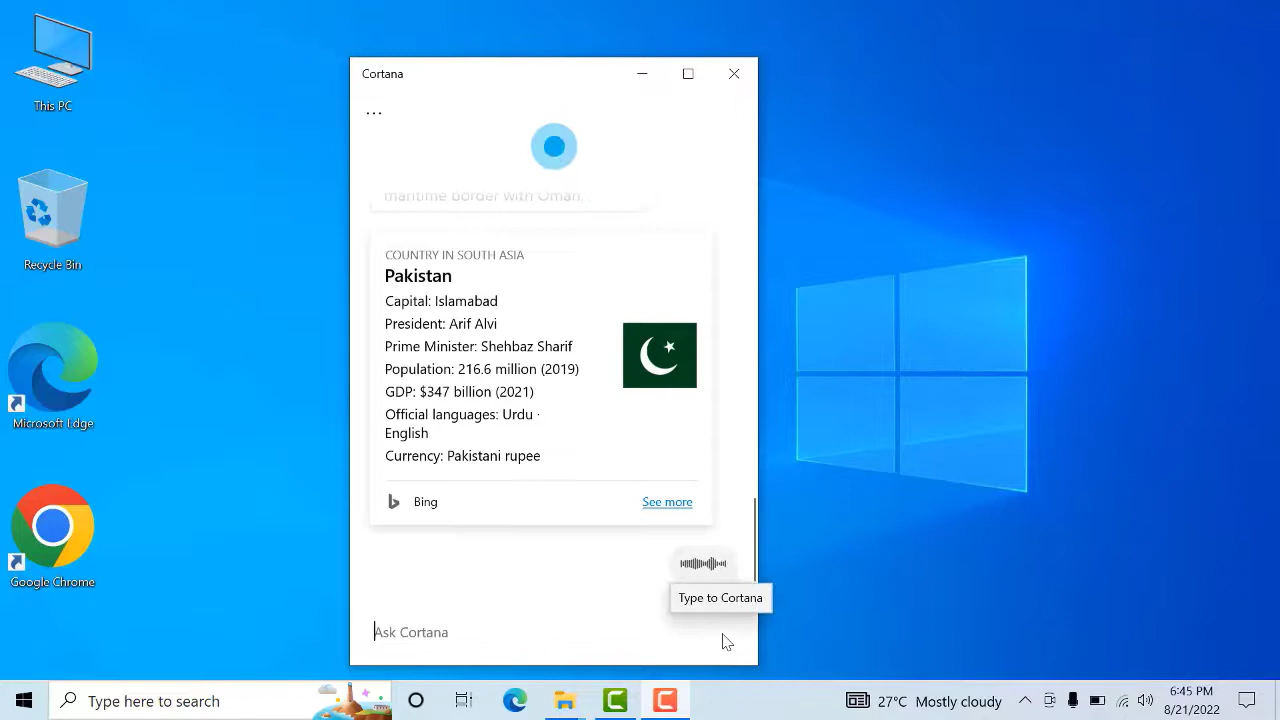 This PC
Recycle Bin
Microsoft Edge
Google Chrome
Cortana
...
maritime border with Oman.
COUNTRY IN SOUTH ASIA
Pakistan
Capital: Islamabad
President: Arif Alvi
Prime Minister: Shehbaz Sharif
Population: 216.6 million (2019)
GDP: $347 billion (2021)
Official languages: Urdu ·
English
Currency: Pakistani rupee
Bing
See more
Type to Cortana
Ask Cortana
Type here to search
27°C Mostly cloudy
6:45 PM
8/21/2022